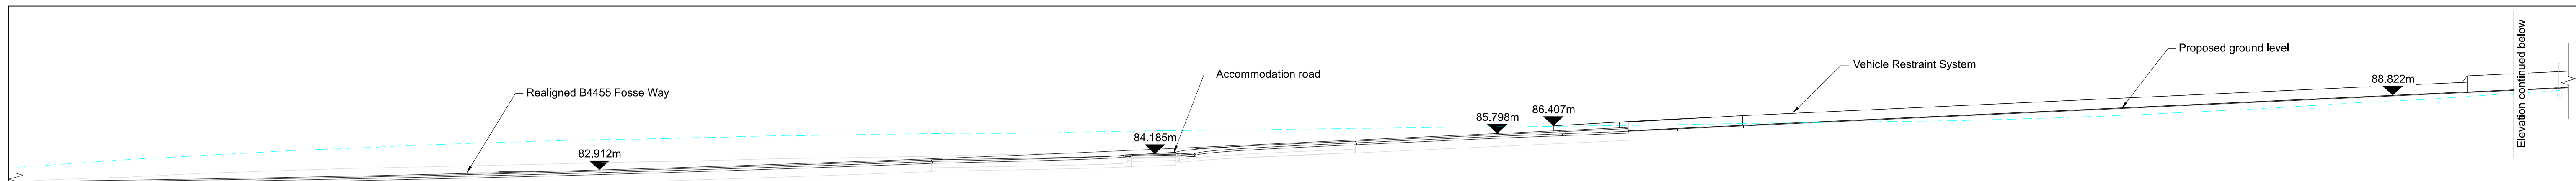 Realigned B4455 Fosse Way
82.912m
84.185m
Accommodation road
85.798m
86.407m
Vehicle Restraint System
Proposed ground level
88.822m
Elevation continued below